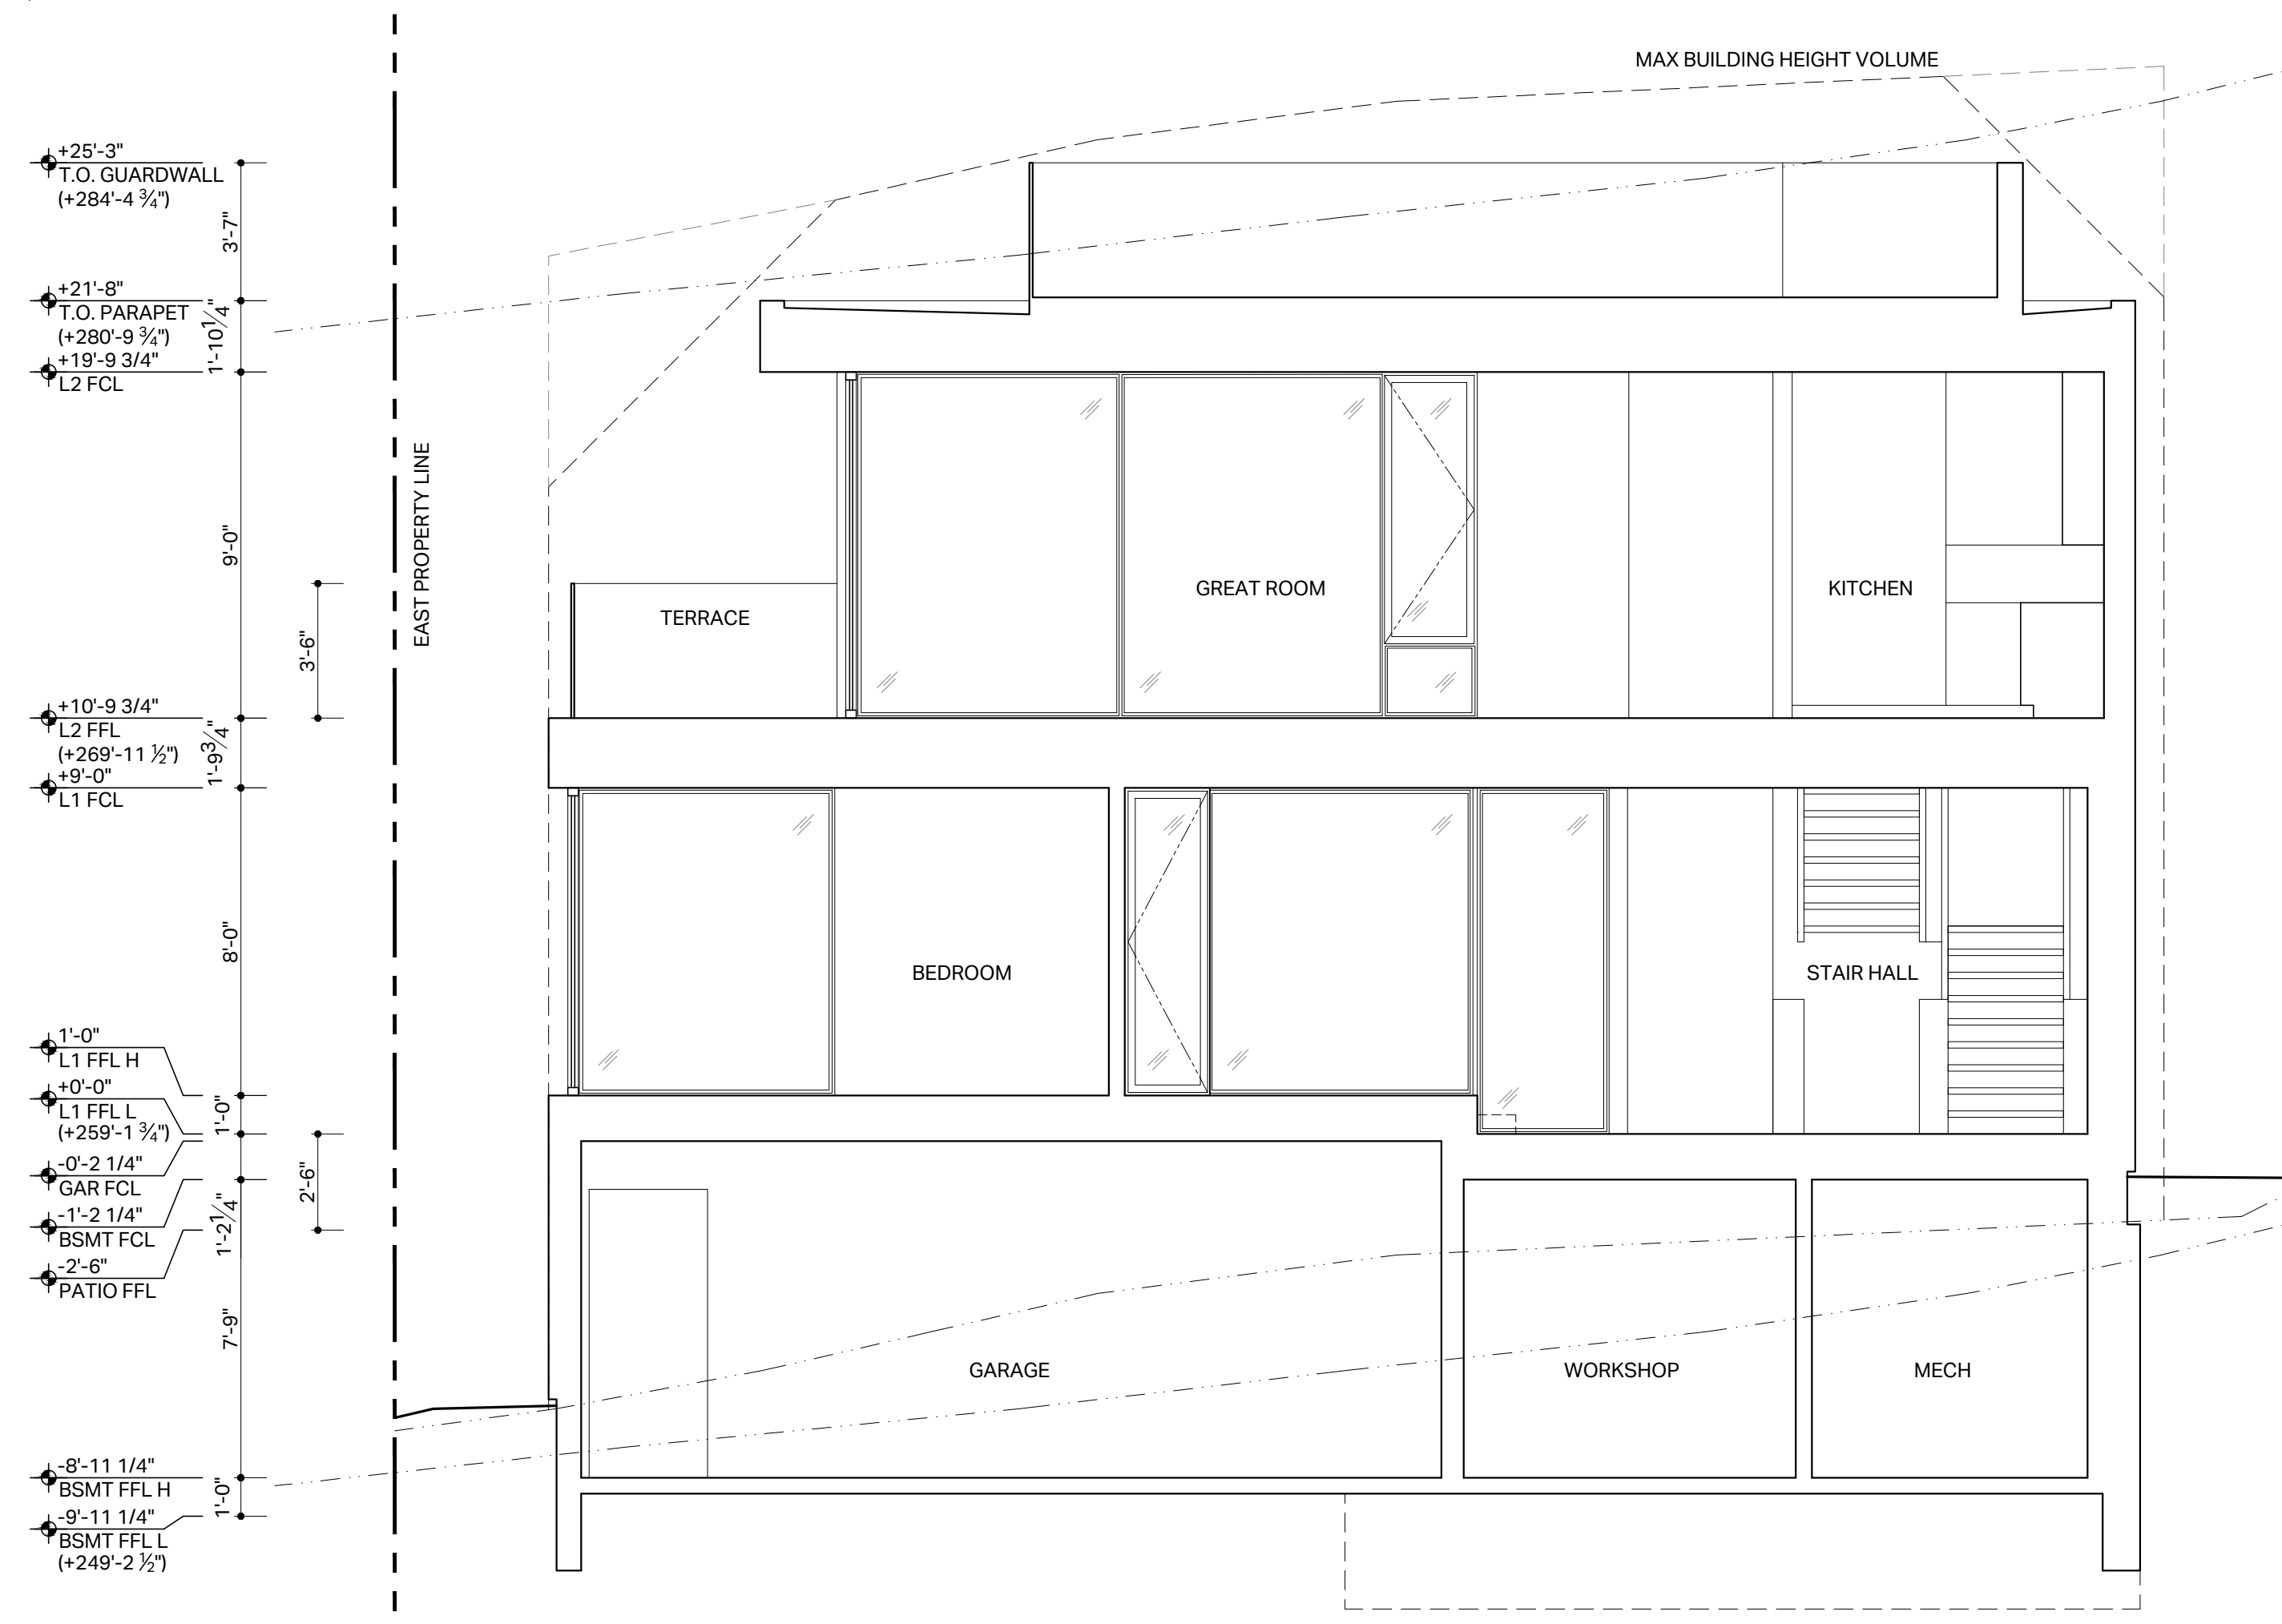 MAX BUILDING HEIGHT VOLUME
+25'-3"
T.O. GUARDWALL
(+284'-4 ¾")
3'-7"
+21'-8"
T.O. PARAPET
(+280'-9 ¾")
1'-10 1/4"
+19'-9 3/4"
L2 FCL
EAST PROPERTY LINE
9'-0"
GREAT ROOM
KITCHEN
TERRACE
3'-6"
+10'-9 3/4"
L2 FFL
(+269'-11 ½")
1'-9 3/4"
+9'-0"
L1 FCL
8'-0"
BEDROOM
STAIR HALL
1'-0"
L1 FFL H
+0'-0"
L1 FFL L
(+259'-1 ¾")
1'-0"
-0'-2 1/4"
GAR FCL
2'-6"
-1'-2 1/4"
BSMT FCL
1'-2 1/4"
-2'-6"
PATIO FFL
7'-9"
GARAGE
WORKSHOP
MECH
-8'-11 1/4"
BSMT FFL H
1'-0"
-9'-11 1/4"
BSMT FFL L
(+249'-2 ½")